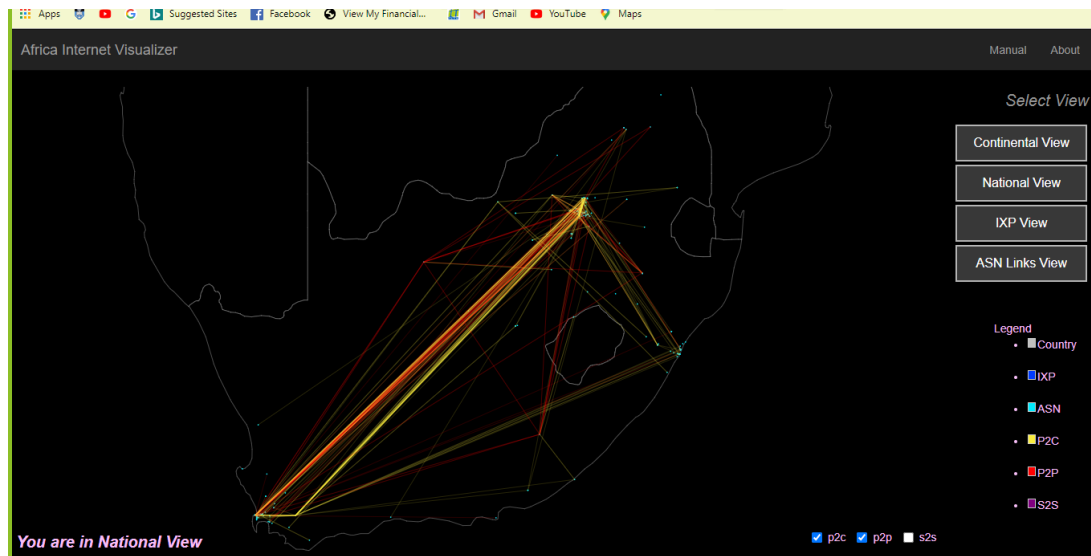 Apps G Suggested Sites Facebook View My Financial... Gmail YouTube Maps
Africa Internet Visualizer Manual About
Select View
Continental View
National View
IXP View
ASN Links View
Legend
Country
IXP
ASN
P2C
P2P
S2S
You are in National View p2c p2p s2s